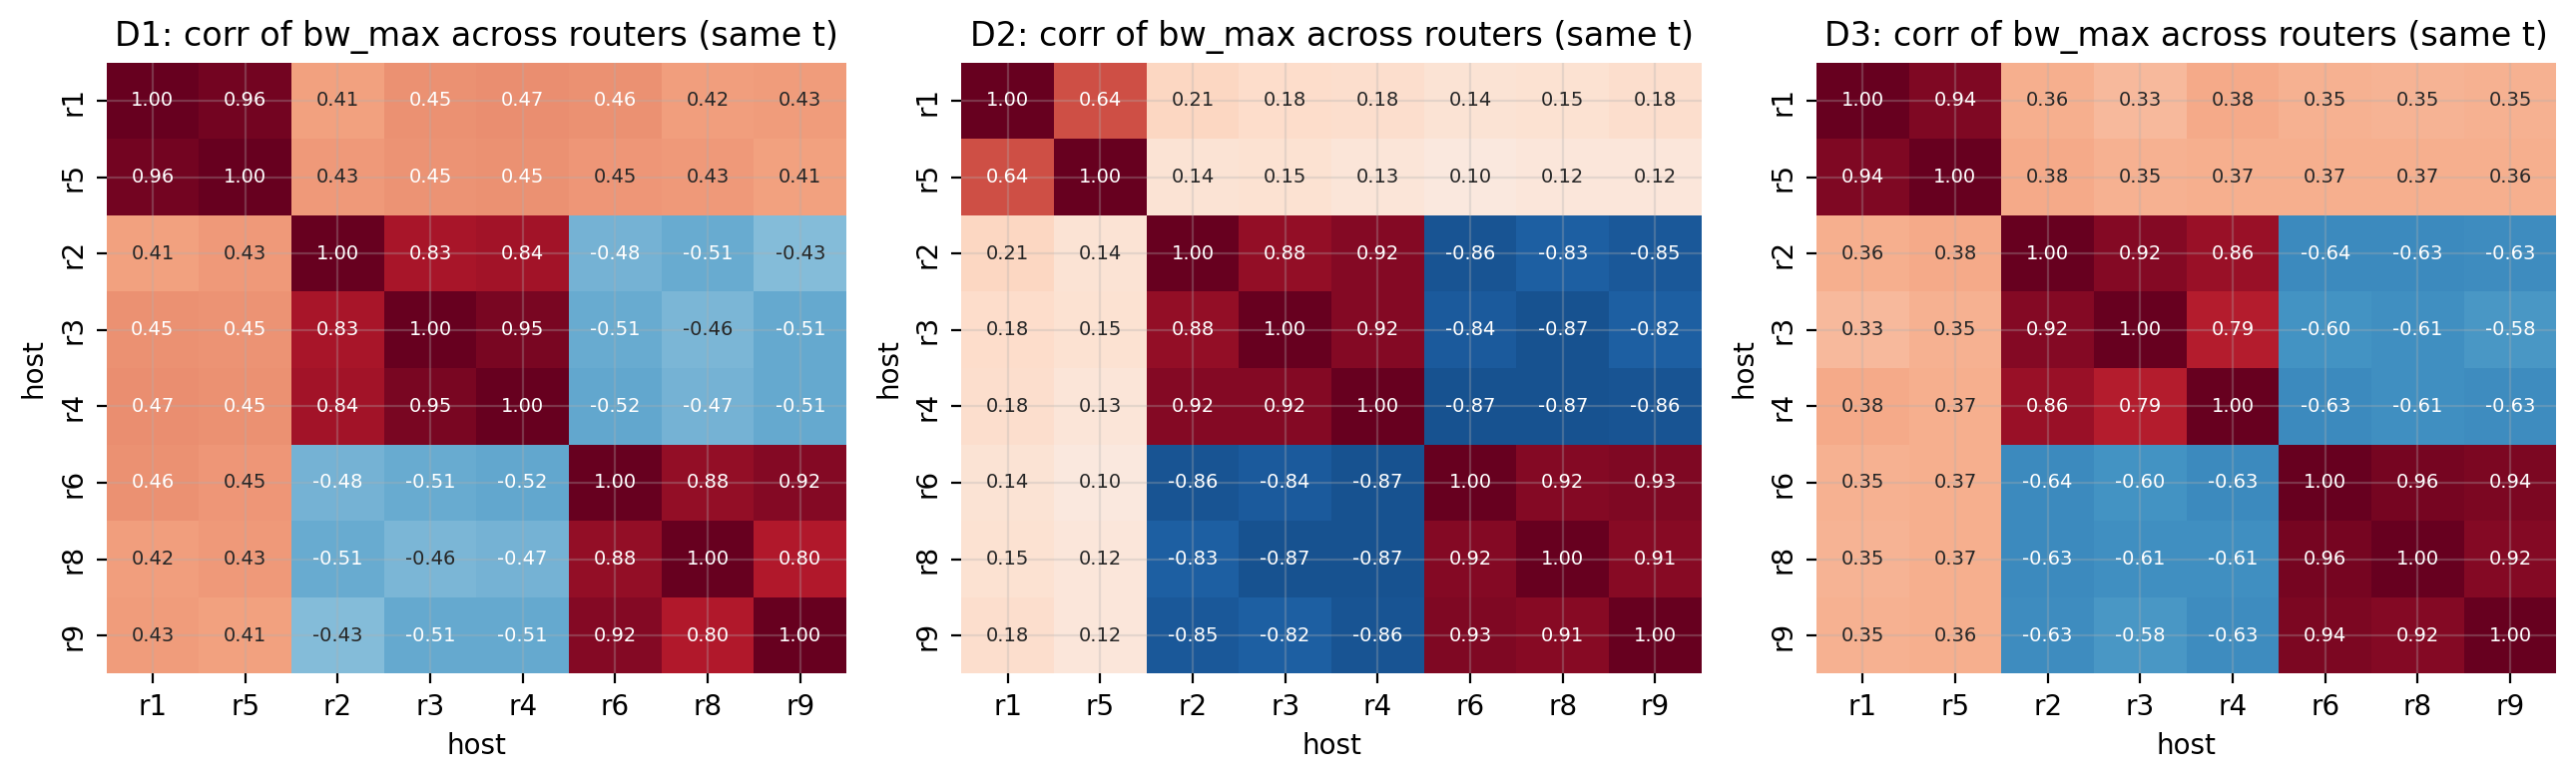 D1: corr of bw_max across routers (same t)
host
r1 1.00 0.96 0.41 0.45 0.47 0.46 0.42 0.43
r5 0.96 1.00 0.43 0.45 0.45 0.45 0.43 0.41
r2 0.41 0.43 1.00 0.83 0.84 -0.48 -0.51 -0.43
r3 0.45 0.45 0.83 1.00 0.95 -0.51 -0.46 -0.51
r4 0.47 0.45 0.84 0.95 1.00 -0.52 -0.47 -0.51
r6 0.46 0.45 -0.48 -0.51 -0.52 1.00 0.88 0.92
r8 0.42 0.43 -0.51 -0.46 -0.47 0.88 1.00 0.80
r9 0.43 0.41 -0.43 -0.51 -0.51 0.92 0.80 1.00
r1 r5 r2 r3 r4 r6 r8 r9
host
D2: corr of bw_max across routers (same t)
host
r1 1.00 0.64 0.21 0.18 0.18 0.14 0.15 0.18
r5 0.64 1.00 0.14 0.15 0.13 0.10 0.12 0.12
r2 0.21 0.14 1.00 0.88 0.92 -0.86 -0.83 -0.85
r3 0.18 0.15 0.88 1.00 0.92 -0.84 -0.87 -0.82
r4 0.18 0.13 0.92 0.92 1.00 -0.87 -0.87 -0.86
r6 0.14 0.10 -0.86 -0.84 -0.87 1.00 0.92 0.93
r8 0.15 0.12 -0.83 -0.87 -0.87 0.92 1.00 0.91
r9 0.18 0.12 -0.85 -0.82 -0.86 0.93 0.91 1.00
r1 r5 r2 r3 r4 r6 r8 r9
host
D3: corr of bw_max across routers (same t)
host
r1 1.00 0.94 0.36 0.33 0.38 0.35 0.35 0.35
r5 0.94 1.00 0.38 0.35 0.37 0.37 0.37 0.36
r2 0.36 0.38 1.00 0.92 0.86 -0.64 -0.63 -0.63
r3 0.33 0.35 0.92 1.00 0.79 -0.60 -0.61 -0.58
r4 0.38 0.37 0.86 0.79 1.00 -0.63 -0.61 -0.63
r6 0.35 0.37 -0.64 -0.60 -0.63 1.00 0.96 0.94
r8 0.35 0.37 -0.63 -0.61 -0.61 0.96 1.00 0.92
r9 0.35 0.36 -0.63 -0.58 -0.63 0.94 0.92 1.00
r1 r5 r2 r3 r4 r6 r8 r9
host